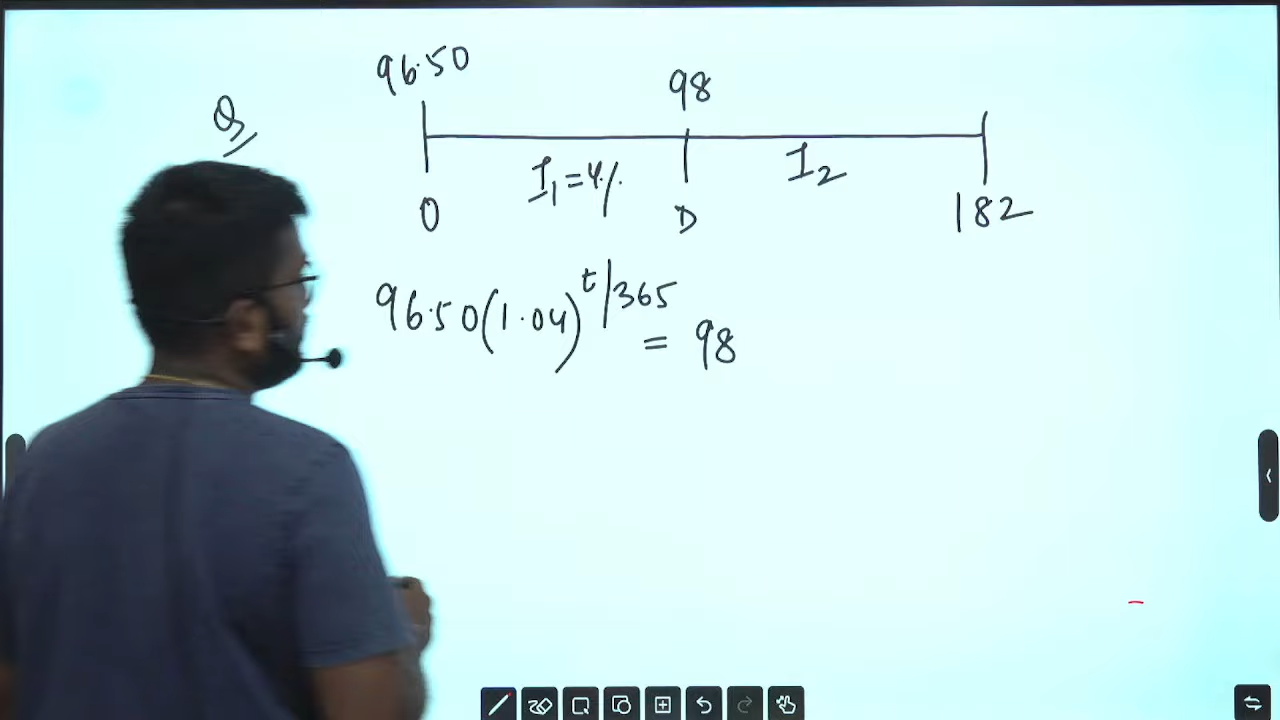 96.50
98
Q
I₁ = 4%
I₂
0
D
182
96.50(1.04)^t/365 = 98